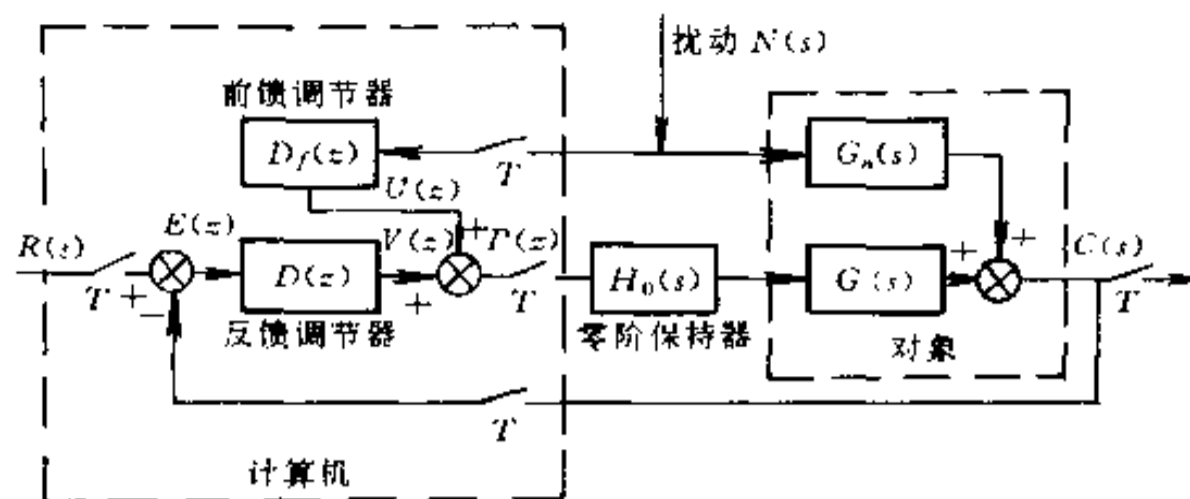 扰动 N(s)
前馈调节器
D_f(z)
T
G_n(s)
U(z)
R(s)
E(z)
V(z)
P(z)
C(s)
T
+
−
D(z)
+
+
T
H_0(s)
G(s)
+
+
T
反馈调节器
零阶保持器
对象
T
计算机